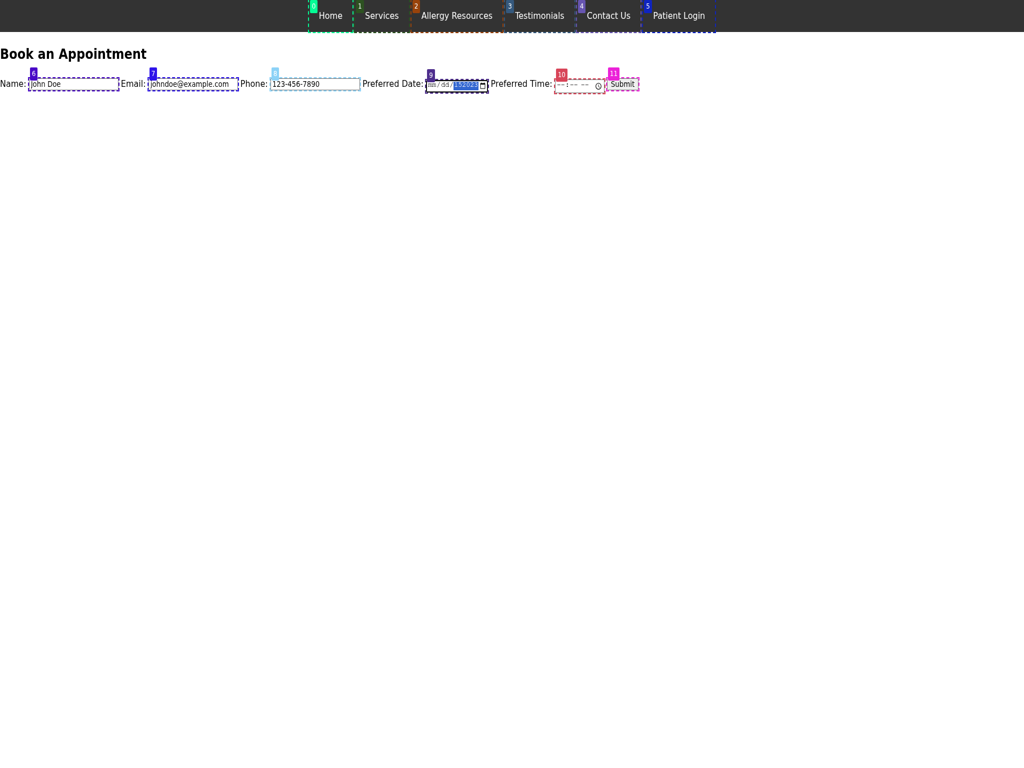 0 Home 1 Services 2 Allergy Resources 3 Testimonials 4 Contact Us 5 Patient Login
Book an Appointment
6 7 8 9 10 11
Name: John Doe Email: johndoe@example.com Phone: 123-456-7890 Preferred Date: mm/dd/ Preferred Time: --:-- -- Submit